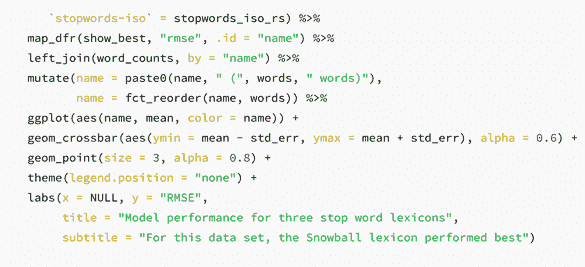 `stopwords-iso` = stopwords_iso_rs) %>%
map_dfr(show_best, "rmse", .id = "name") %>%
left_join(word_counts, by = "name") %>%
mutate(name = paste0(name, " (", words, " words)"),
name = fct_reorder(name, words)) %>%
ggplot(aes(name, mean, color = name)) +
geom_crossbar(aes(ymin = mean - std_err, ymax = mean + std_err), alpha = 0.6) +
geom_point(size = 3, alpha = 0.8) +
theme(legend.position = "none") +
labs(x = NULL, y = "RMSE",
title = "Model performance for three stop word lexicons",
subtitle = "For this data set, the Snowball lexicon performed best")